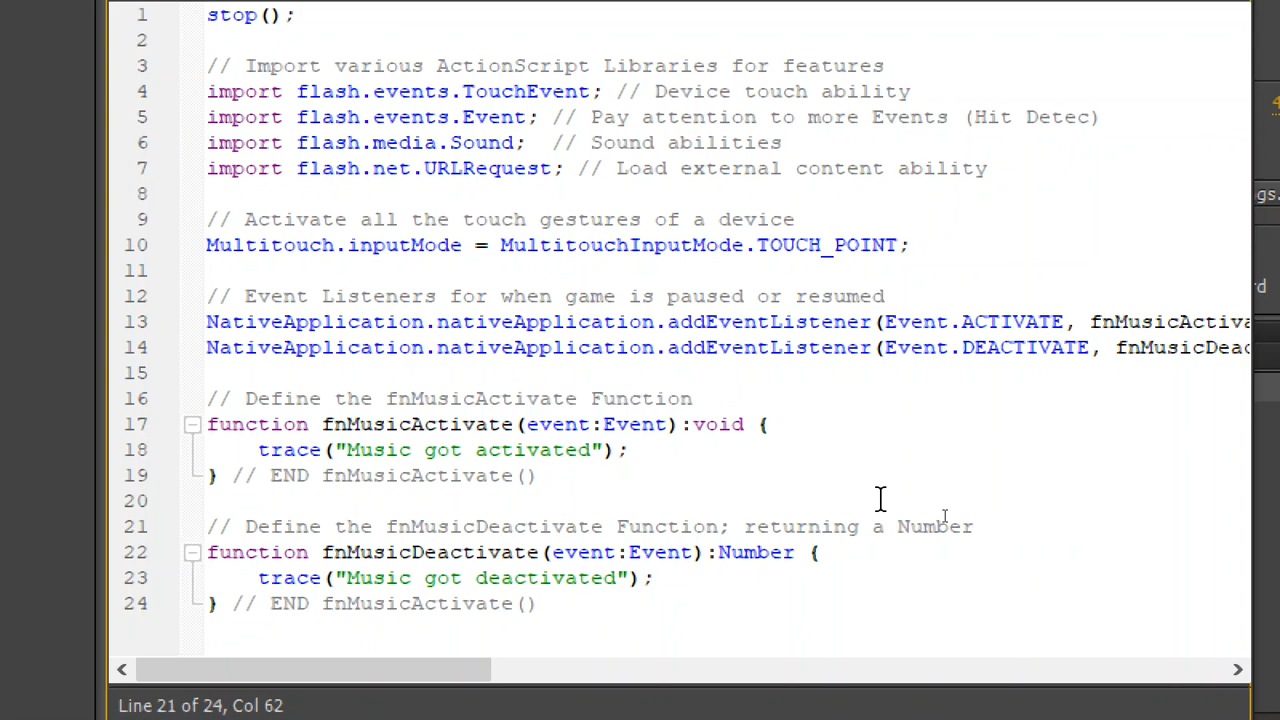 1 stop();
2
3 // Import various ActionScript Libraries for features
4 import flash.events.TouchEvent; // Device touch ability
5 import flash.events.Event; // Pay attention to more Events (Hit Detec)
6 import flash.media.Sound;  // Sound abilities
7 import flash.net.URLRequest; // Load external content ability
8
9 // Activate all the touch gestures of a device
10 Multitouch.inputMode = MultitouchInputMode.TOUCH_POINT;
11
12 // Event Listeners for when game is paused or resumed
13 NativeApplication.nativeApplication.addEventListener(Event.ACTIVATE, fnMusicActiva
14 NativeApplication.nativeApplication.addEventListener(Event.DEACTIVATE, fnMusicDeac
15
16 // Define the fnMusicActivate Function
17 function fnMusicActivate(event:Event):void {
18     trace("Music got activated");
19 } // END fnMusicActivate()
20
21 // Define the fnMusicDeactivate Function; returning a Number
22 function fnMusicDeactivate(event:Event):Number {
23     trace("Music got deactivated");
24 } // END fnMusicActivate()
Line 21 of 24, Col 62